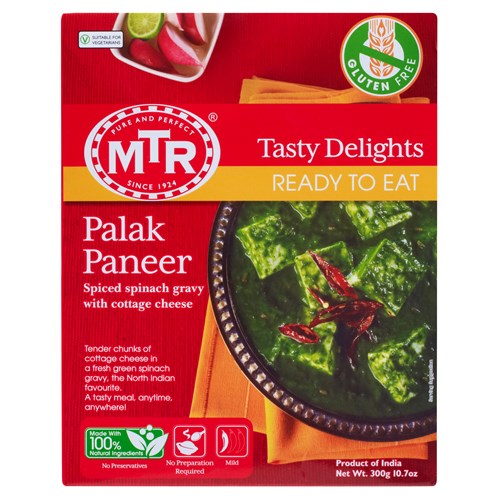 SUITABLE FOR
VEGETARIANS
GLUTEN FREE
PURE AND PERFECT
MTR®
SINCE 1924
Tasty Delights
READY TO EAT
Palak
Paneer
Spiced spinach gravy
with cottage cheese
Tender chunks of
cottage cheese in
a fresh green spinach
gravy, the North Indian
favourite.
A tasty meal, anytime,
anywhere!
Made With
100%
Natural Ingredients
No Preservatives
No Preparation
Required
Mild
Serving Suggestion
Product of India
Net Wt. 300g (10.7oz)